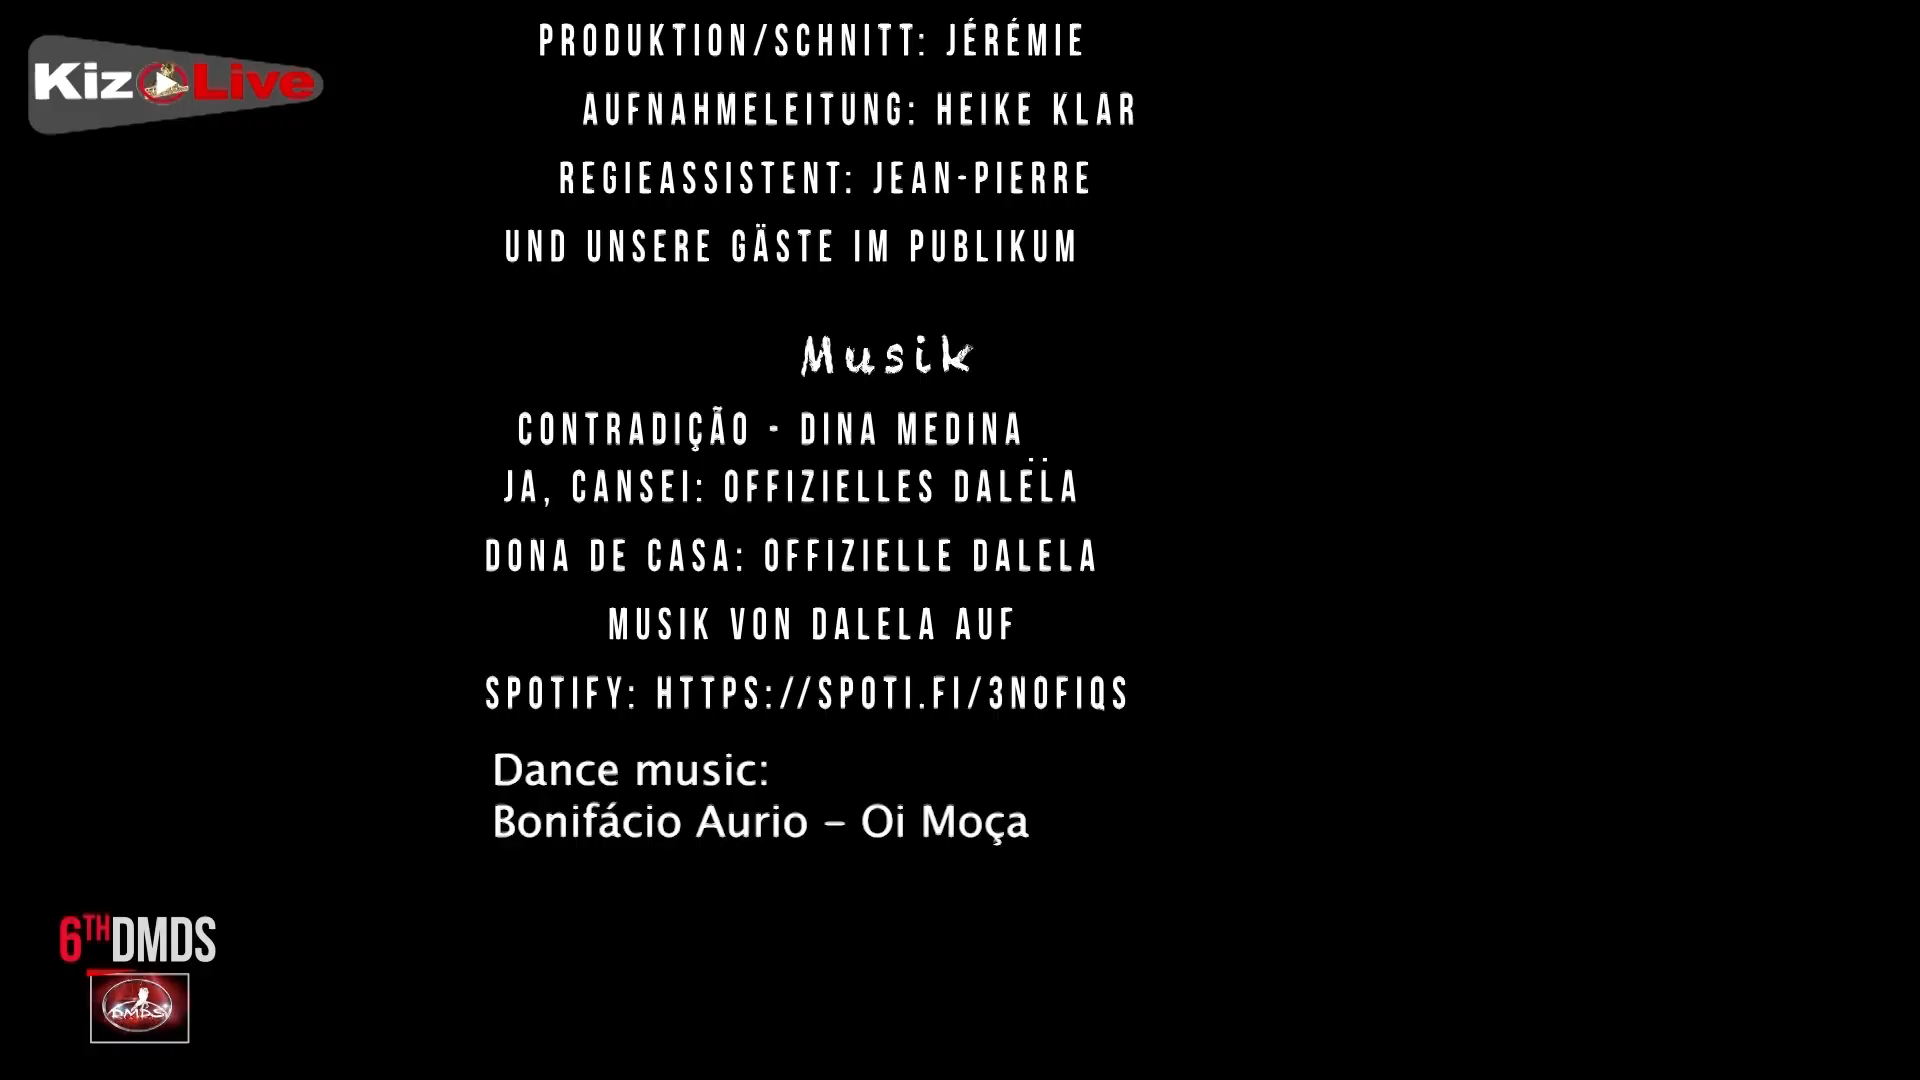 Kiz Live
PRODUKTION/SCHNITT: JÉRÉMIE
AUFNAHMELEITUNG: HEIKE KLAR
REGIEASSISTENT: JEAN-PIERRE
UND UNSERE GÄSTE IM PUBLIKUM
Musik
CONTRADIÇÃO - DINA MEDINA
JA, CANSEI: OFFIZIELLES DALELA
DONA DE CASA: OFFIZIELLE DALELA
MUSIK VON DALELA AUF
SPOTIFY: HTTPS://SPOTI.FI/3NOFIQS
Dance music:
Bonifácio Aurio – Oi Moça
6TH DMDS
DMDS